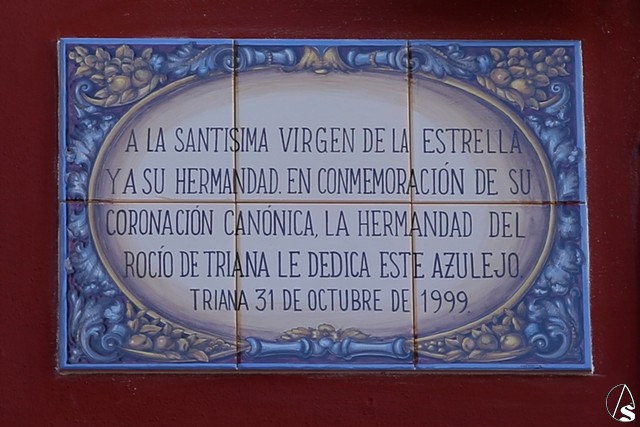 A LA SANTISIMA VIRGEN DE LA ESTRELLA
Y A SU HERMANDAD. EN CONMEMORACIÓN DE SU
CORONACIÓN CANÓNICA, LA HERMANDAD DEL
ROCÍO DE TRIANA LE DEDICA ESTE AZULEJO.
TRIANA 31 DE OCTUBRE DE 1999.